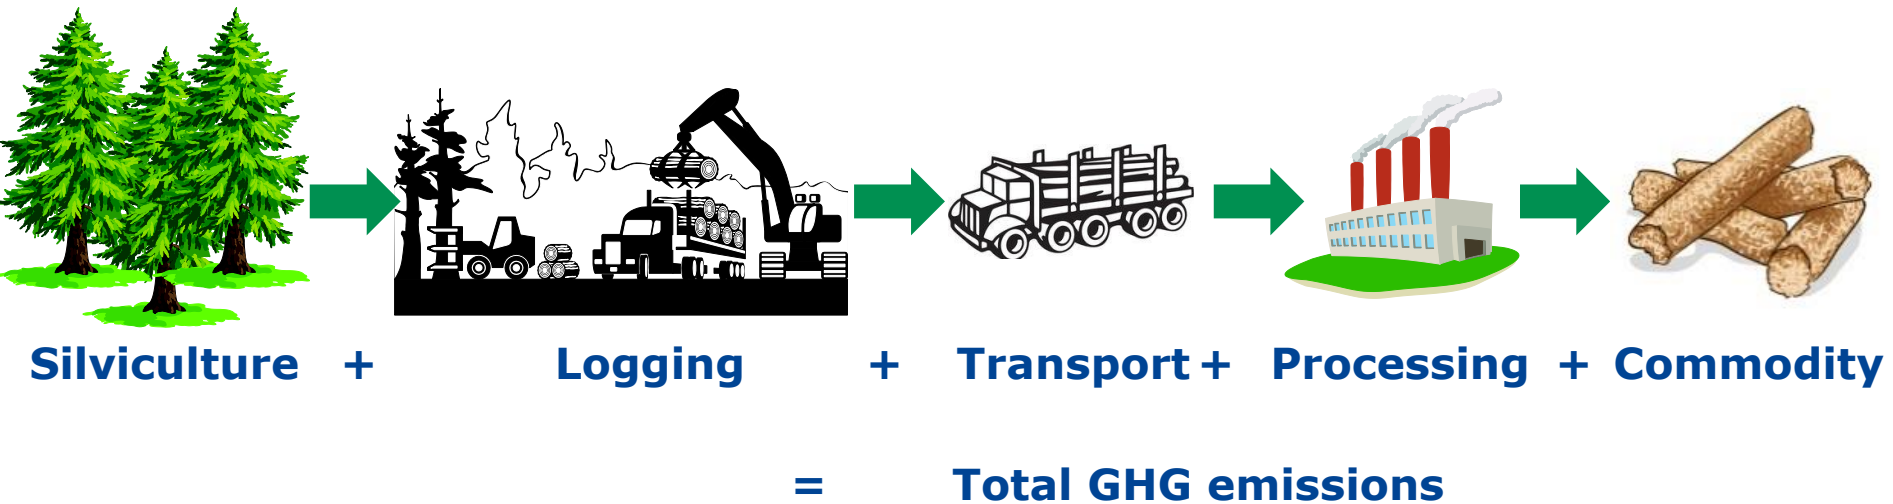 Silviculture + Logging + Transport + Processing + Commodity
= Total GHG emissions